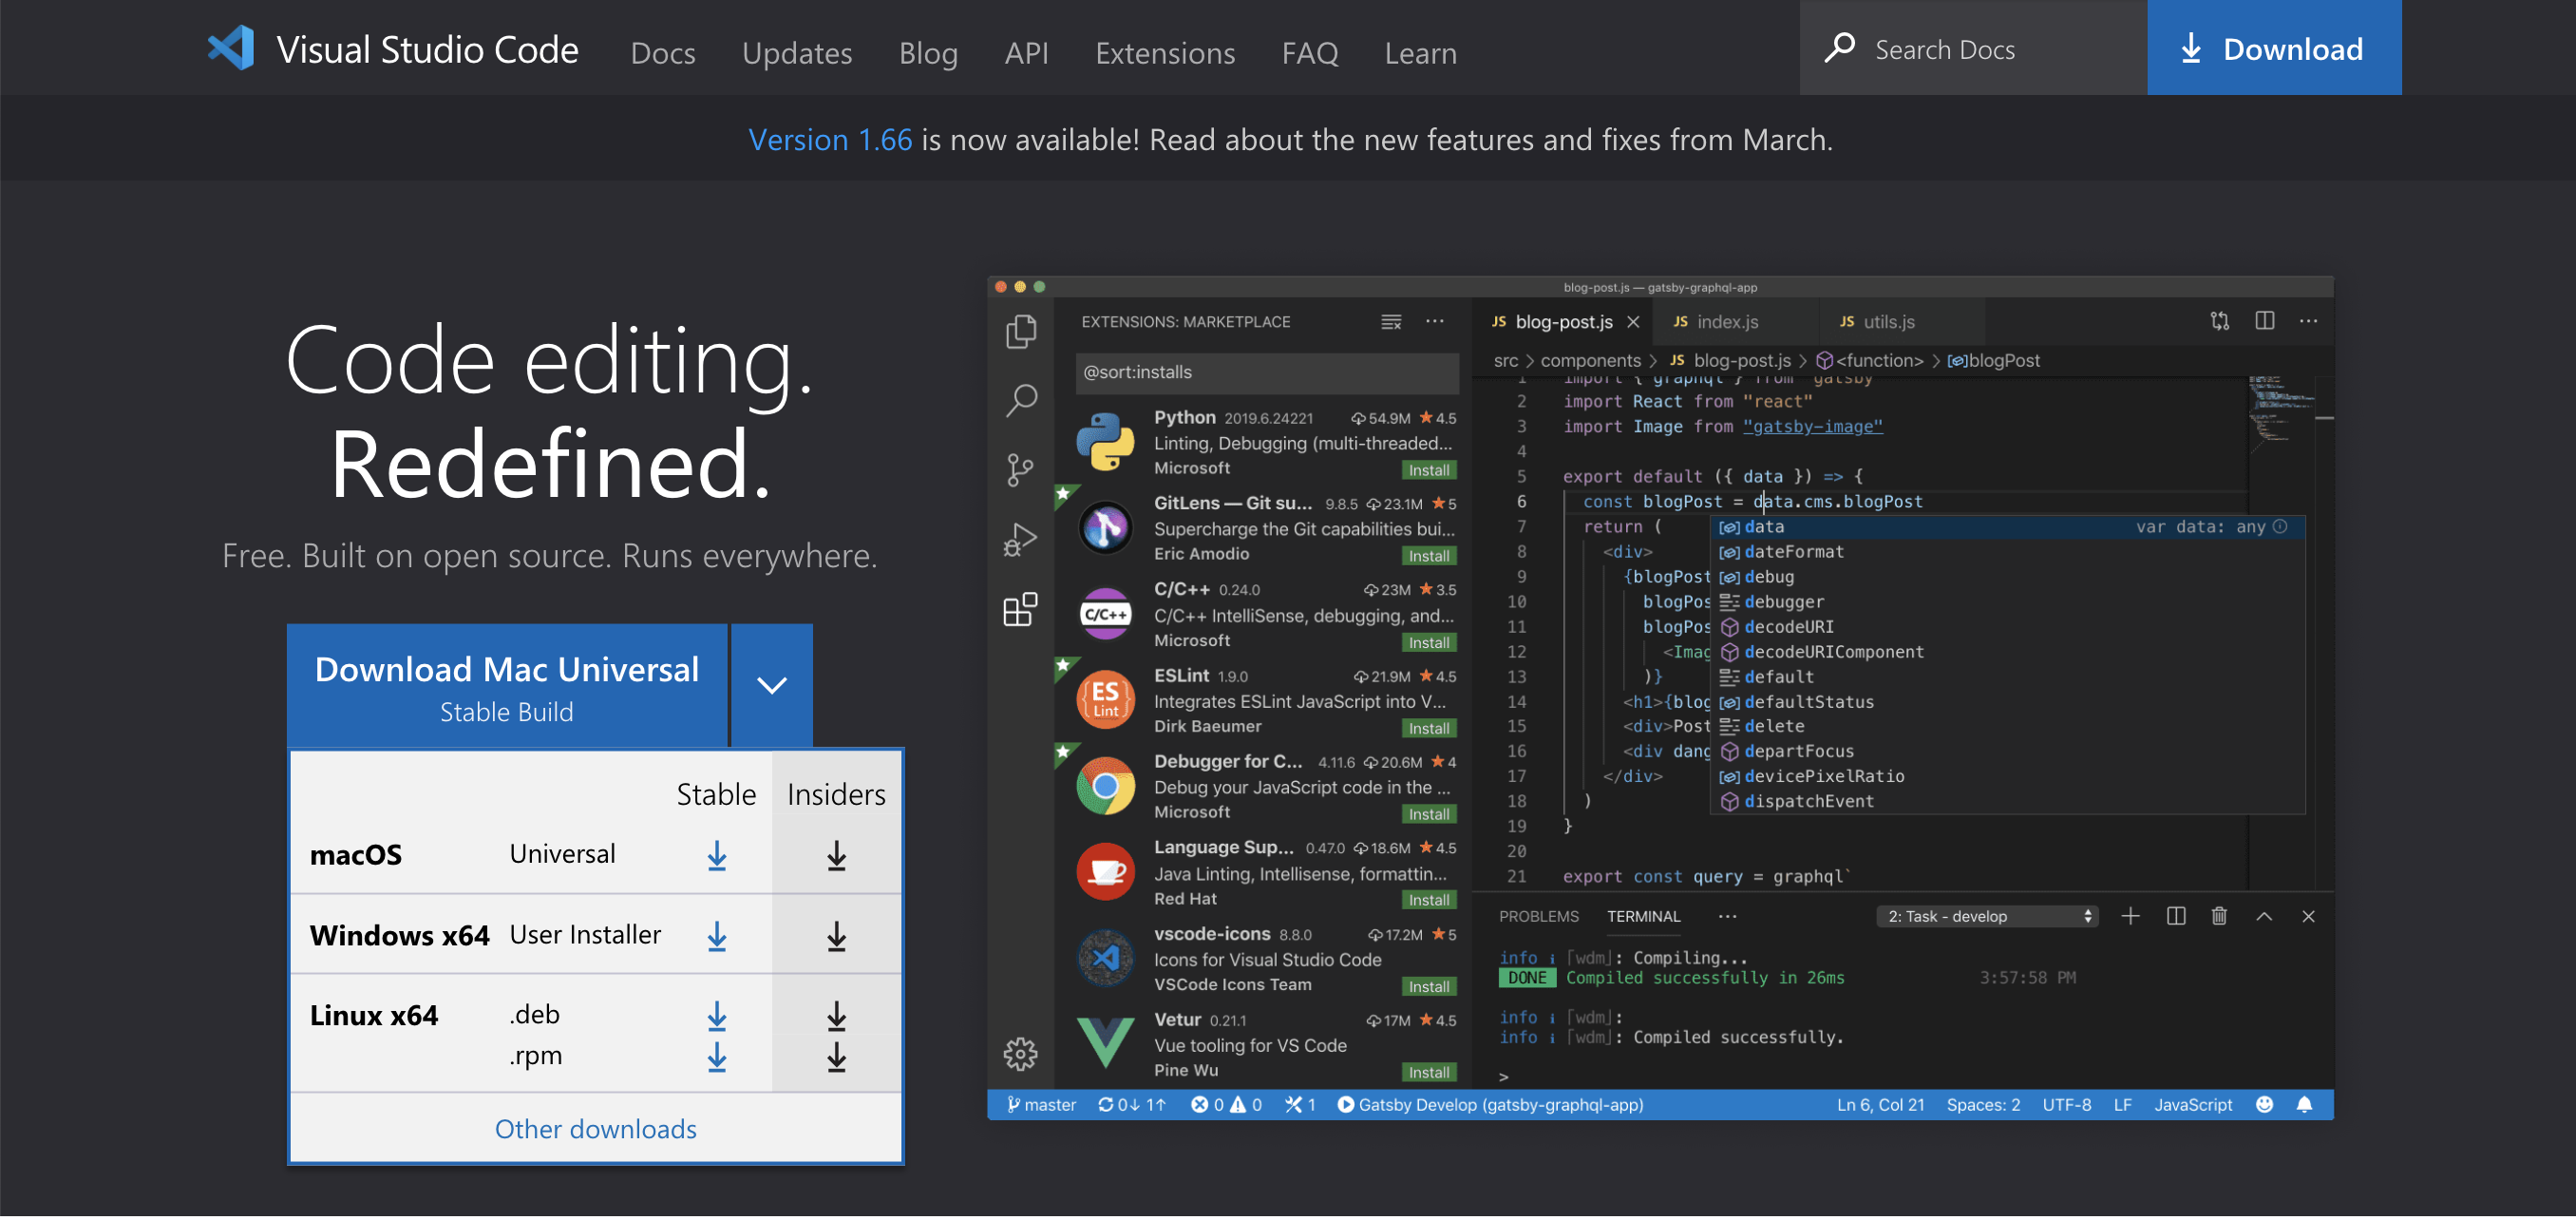 Visual Studio Code Docs Updates Blog API Extensions FAQ Learn Search Docs Download
Version 1.66 is now available! Read about the new features and fixes from March.
Code editing.
Redefined.
Free. Built on open source. Runs everywhere.
Download Mac Universal
Stable Build
Stable Insiders
macOS Universal
Windows x64 User Installer
Linux x64 .deb
.rpm
Other downloads
blog-post.js — gatsby-graphql-app
EXTENSIONS: MARKETPLACE
@sort:installs
Python 2019.6.24221 54.9M 4.5
Linting, Debugging (multi-threaded...
Microsoft Install
GitLens — Git su... 9.8.5 23.1M 5
Supercharge the Git capabilities bui...
Eric Amodio Install
C/C++
C/C++ 0.24.0 23M 3.5
C/C++ IntelliSense, debugging, and...
Microsoft Install
ES
Lint
ESLint 1.9.0 21.9M 4.5
Integrates ESLint JavaScript into V...
Dirk Baeumer Install
Debugger for C... 4.11.6 20.6M 4
Debug your JavaScript code in the ...
Microsoft Install
Language Sup... 0.47.0 18.6M 4.5
Java Linting, Intellisense, formattin...
Red Hat Install
vscode-icons 8.8.0 17.2M 5
Icons for Visual Studio Code
VSCode Icons Team Install
Vetur 0.21.1 17M 4.5
Vue tooling for VS Code
Pine Wu Install
JS blog-post.js JS index.js JS utils.js
src > components > JS blog-post.js > <function> > blogPost
1 import { graphql } from "gatsby"
2 import React from "react"
3 import Image from "gatsby-image"
4
5 export default ({ data }) => {
6 const blogPost = data.cms.blogPost
7 return (
8 <div>
9 {blogPost
10 blogPos
11 blogPos
12 <Imag
13 )}
14 <h1>{blog
15 <div>Post
16 <div dang
17 </div>
18 )
19 }
20
21 export const query = graphql`
data var data: any
dateFormat
debug
debugger
decodeURI
decodeURIComponent
default
defaultStatus
delete
departFocus
devicePixelRatio
dispatchEvent
PROBLEMS TERMINAL ... 2: Task - develop
info i [wdm]: Compiling...
DONE Compiled successfully in 26ms 3:57:58 PM
info i [wdm]:
info i [wdm]: Compiled successfully.
>
master 0↓ 1↑ 0 0 1 Gatsby Develop (gatsby-graphql-app) Ln 6, Col 21 Spaces: 2 UTF-8 LF JavaScript